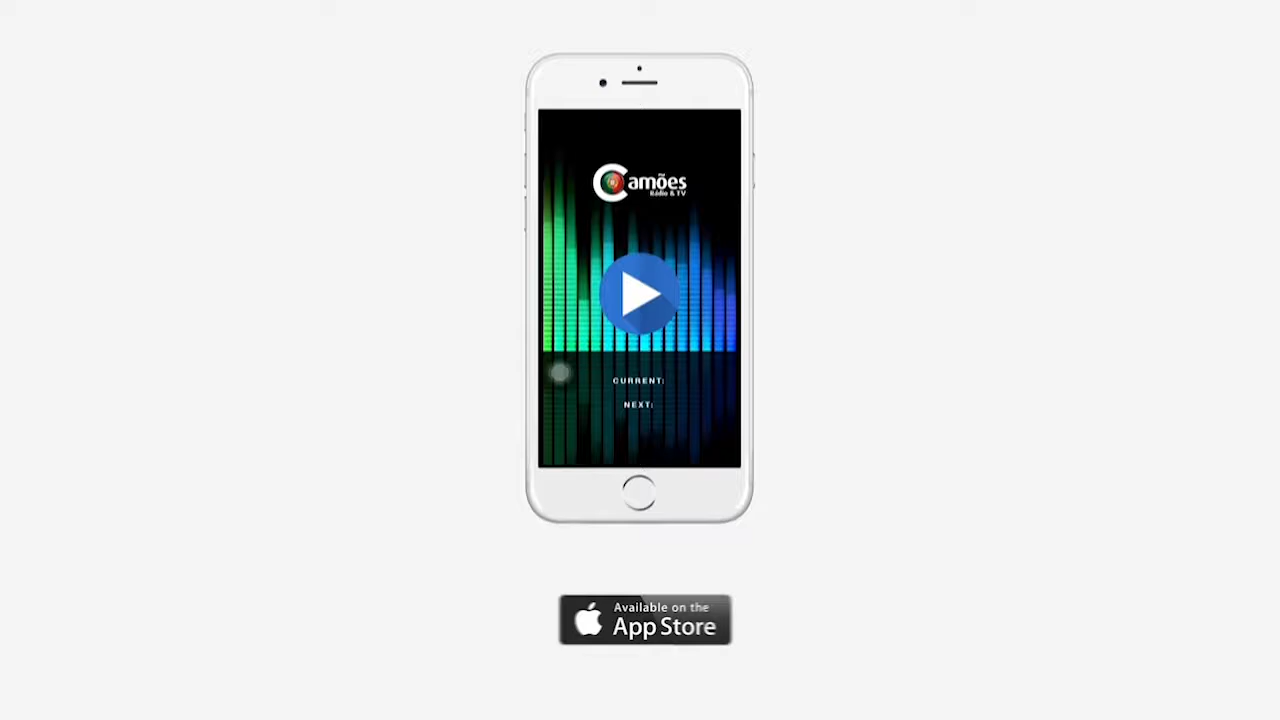 Camões
Rádio & TV
CURRENT:
NEXT:
Available on the
App Store